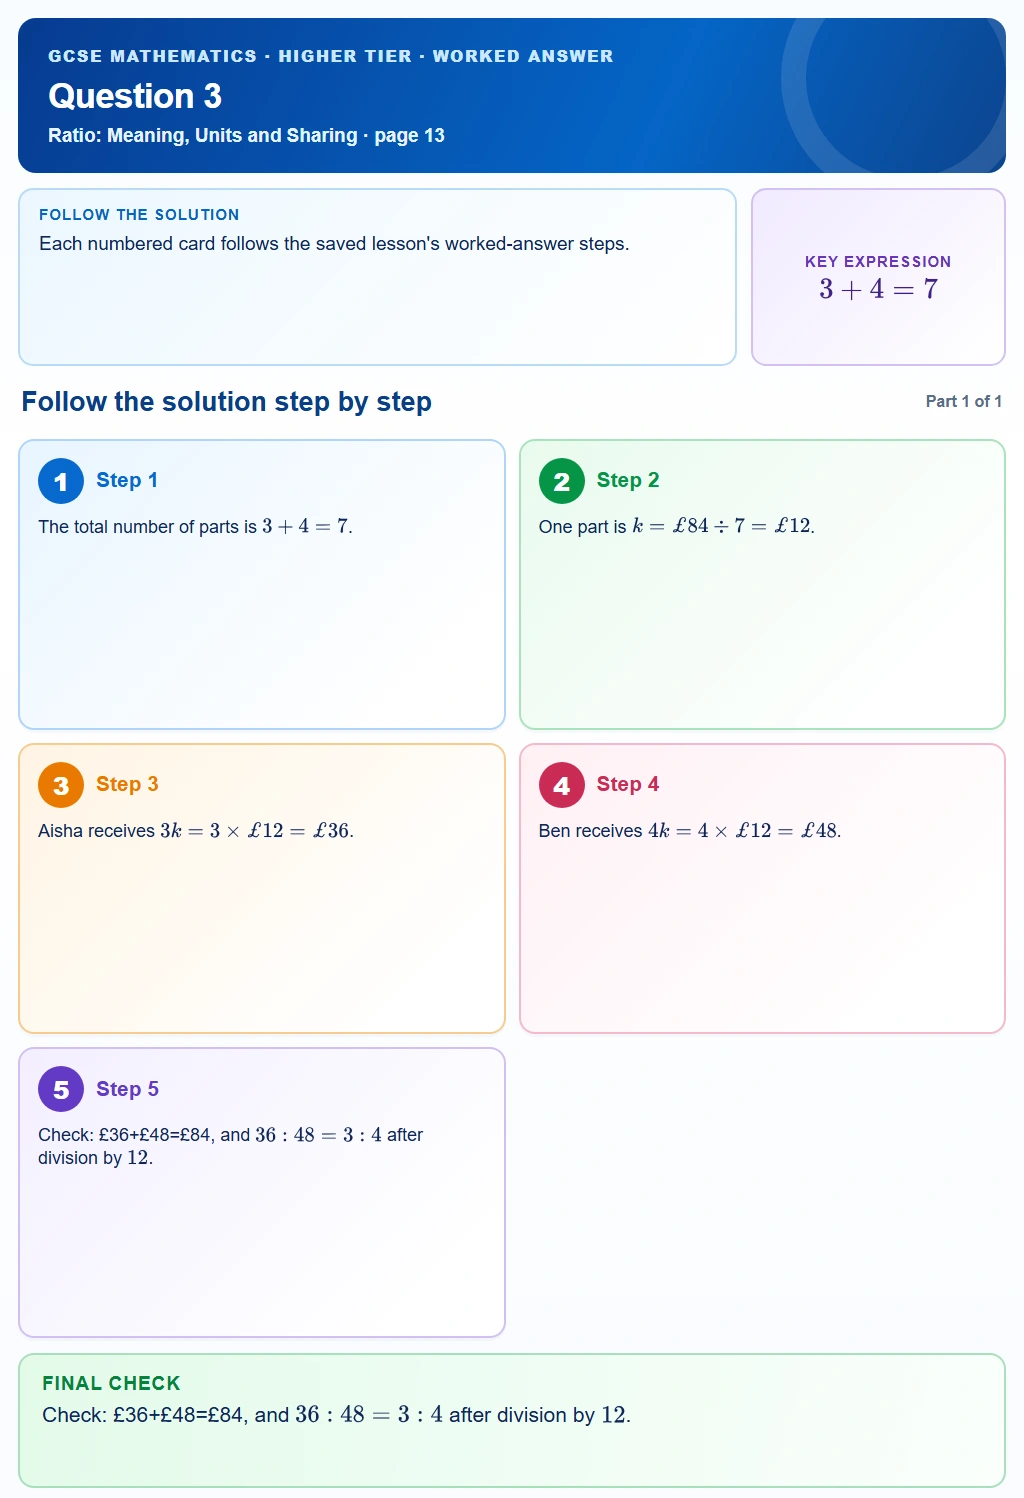 GCSE MATHEMATICS · HIGHER TIER · WORKED ANSWER
Question 3
Ratio: Meaning, Units and Sharing · page 13
FOLLOW THE SOLUTION
Each numbered card follows the saved lesson's worked-answer steps.
KEY EXPRESSION
3 + 4 = 7
Follow the solution step by step
Part 1 of 1
1 Step 1
The total number of parts is 3 + 4 = 7.
2 Step 2
One part is k = £84 ÷ 7 = £12.
3 Step 3
Aisha receives 3k = 3 × £12 = £36.
4 Step 4
Ben receives 4k = 4 × £12 = £48.
5 Step 5
Check: £36+£48=£84, and 36 : 48 = 3 : 4 after
division by 12.
FINAL CHECK
Check: £36+£48=£84, and 36 : 48 = 3 : 4 after division by 12.